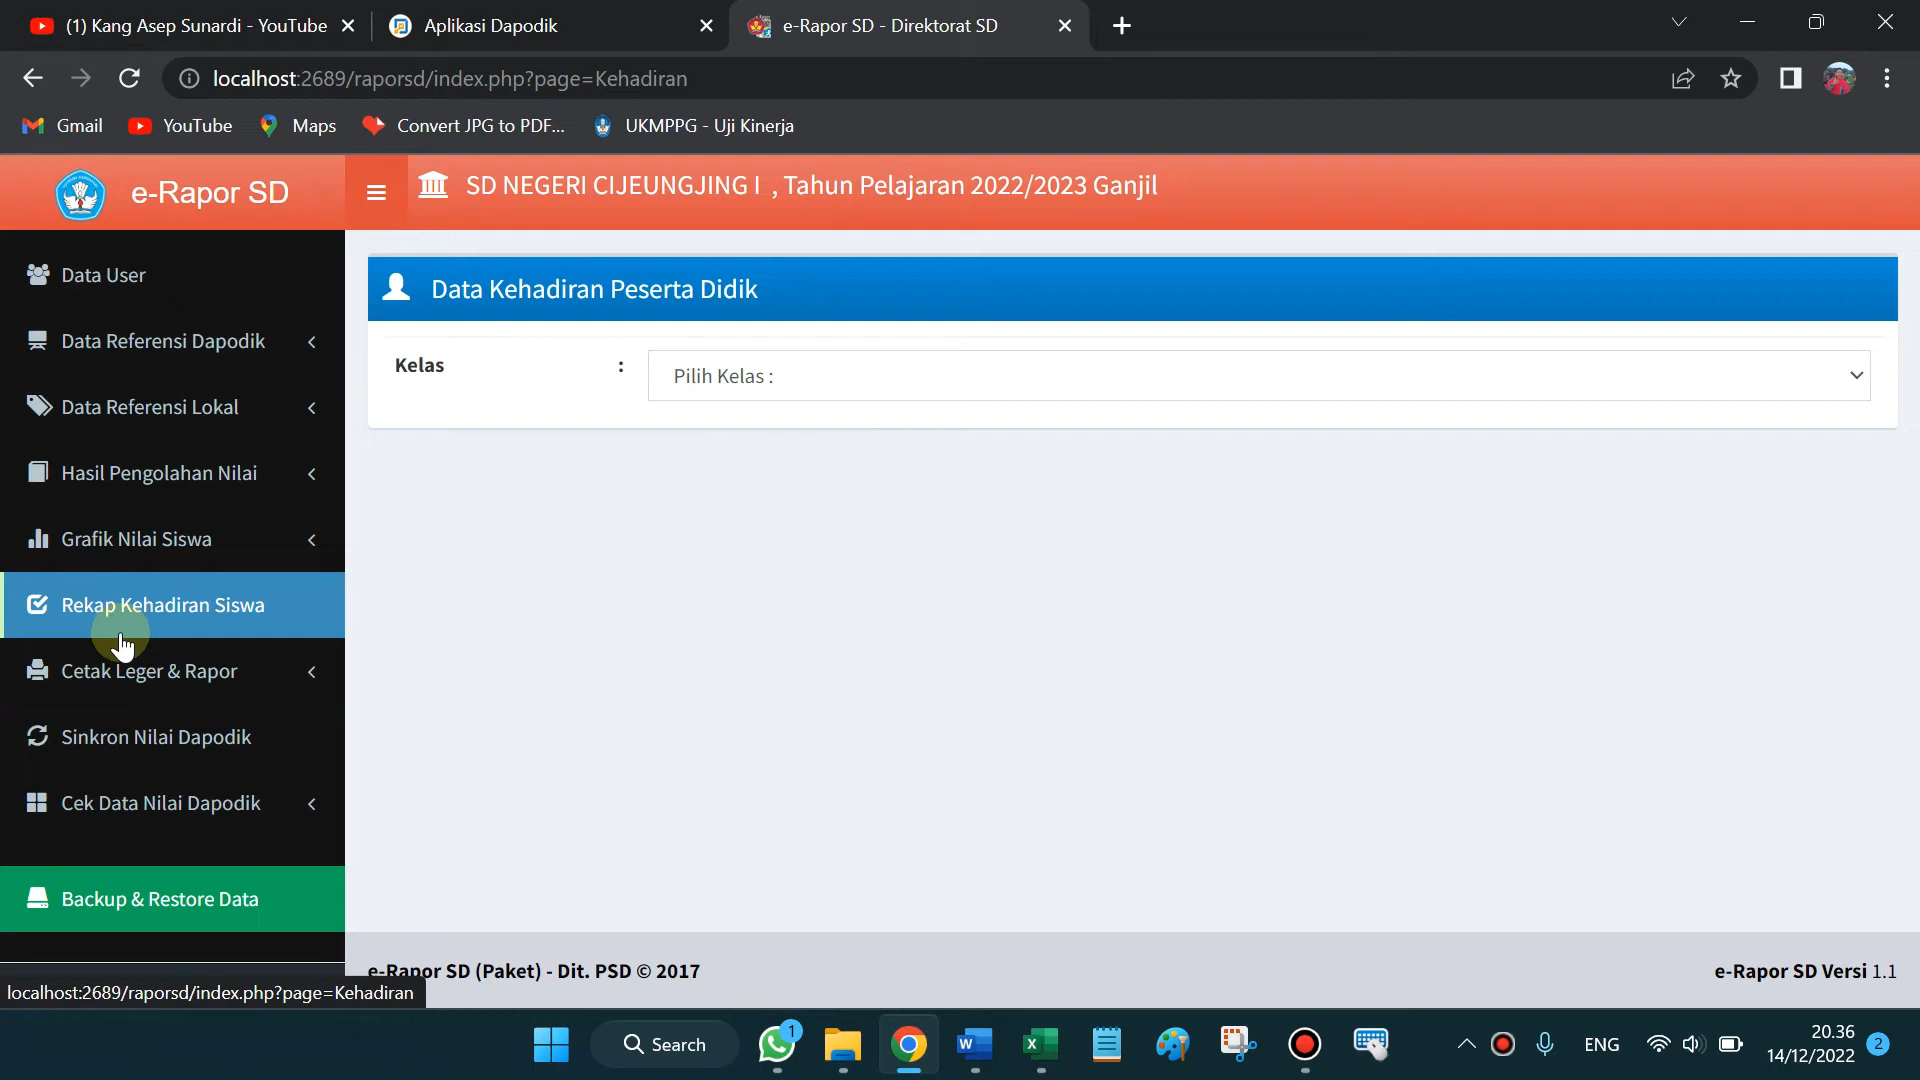 (1) Kang Asep Sunardi - YouTube
Aplikasi Dapodik
e-Rapor SD - Direktorat SD
localhost:2689/raporsd/index.php?page=Kehadiran
Gmail
YouTube
Maps
Convert JPG to PDF...
UKMPPG - Uji Kinerja
e-Rapor SD
SD NEGERI CIJEUNGJING I , Tahun Pelajaran 2022/2023 Ganjil
Data User
Data Referensi Dapodik
Data Referensi Lokal
Hasil Pengolahan Nilai
Grafik Nilai Siswa
Rekap Kehadiran Siswa
Cetak Leger & Rapor
Sinkron Nilai Dapodik
Cek Data Nilai Dapodik
Backup & Restore Data
Data Kehadiran Peserta Didik
Kelas : Pilih Kelas :
e-Rapor SD (Paket) - Dit. PSD © 2017
e-Rapor SD Versi 1.1
localhost:2689/raporsd/index.php?page=Kehadiran
Search
1
W
X
ENG
20.36
14/12/2022
2